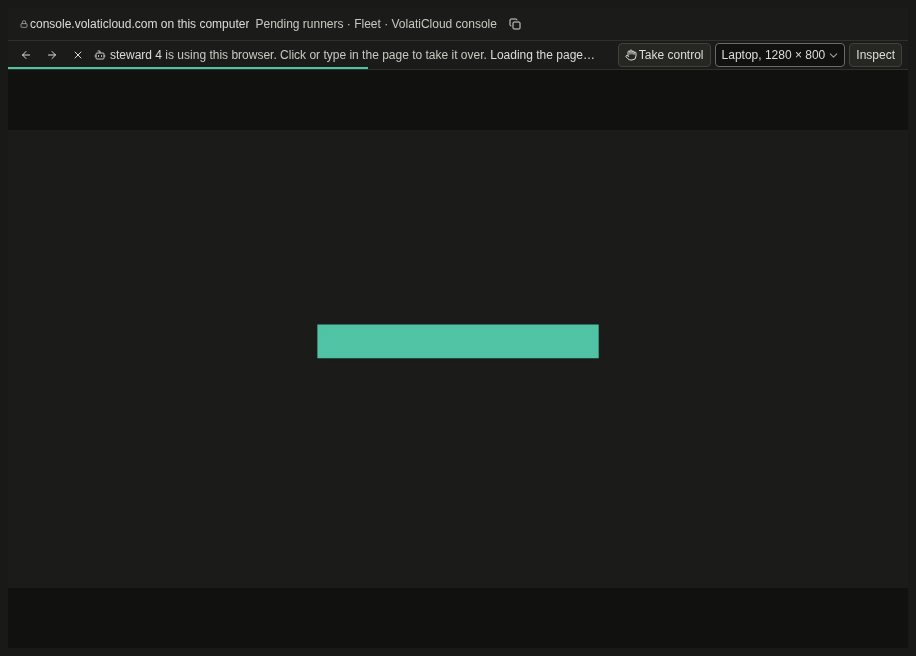 console.volaticloud.com on this computer Pending runners · Fleet · VolatiCloud console
steward 4 is using this browser. Click or type in the page to take it over. Loading the page… Take control Laptop, 1280 × 800 Inspect